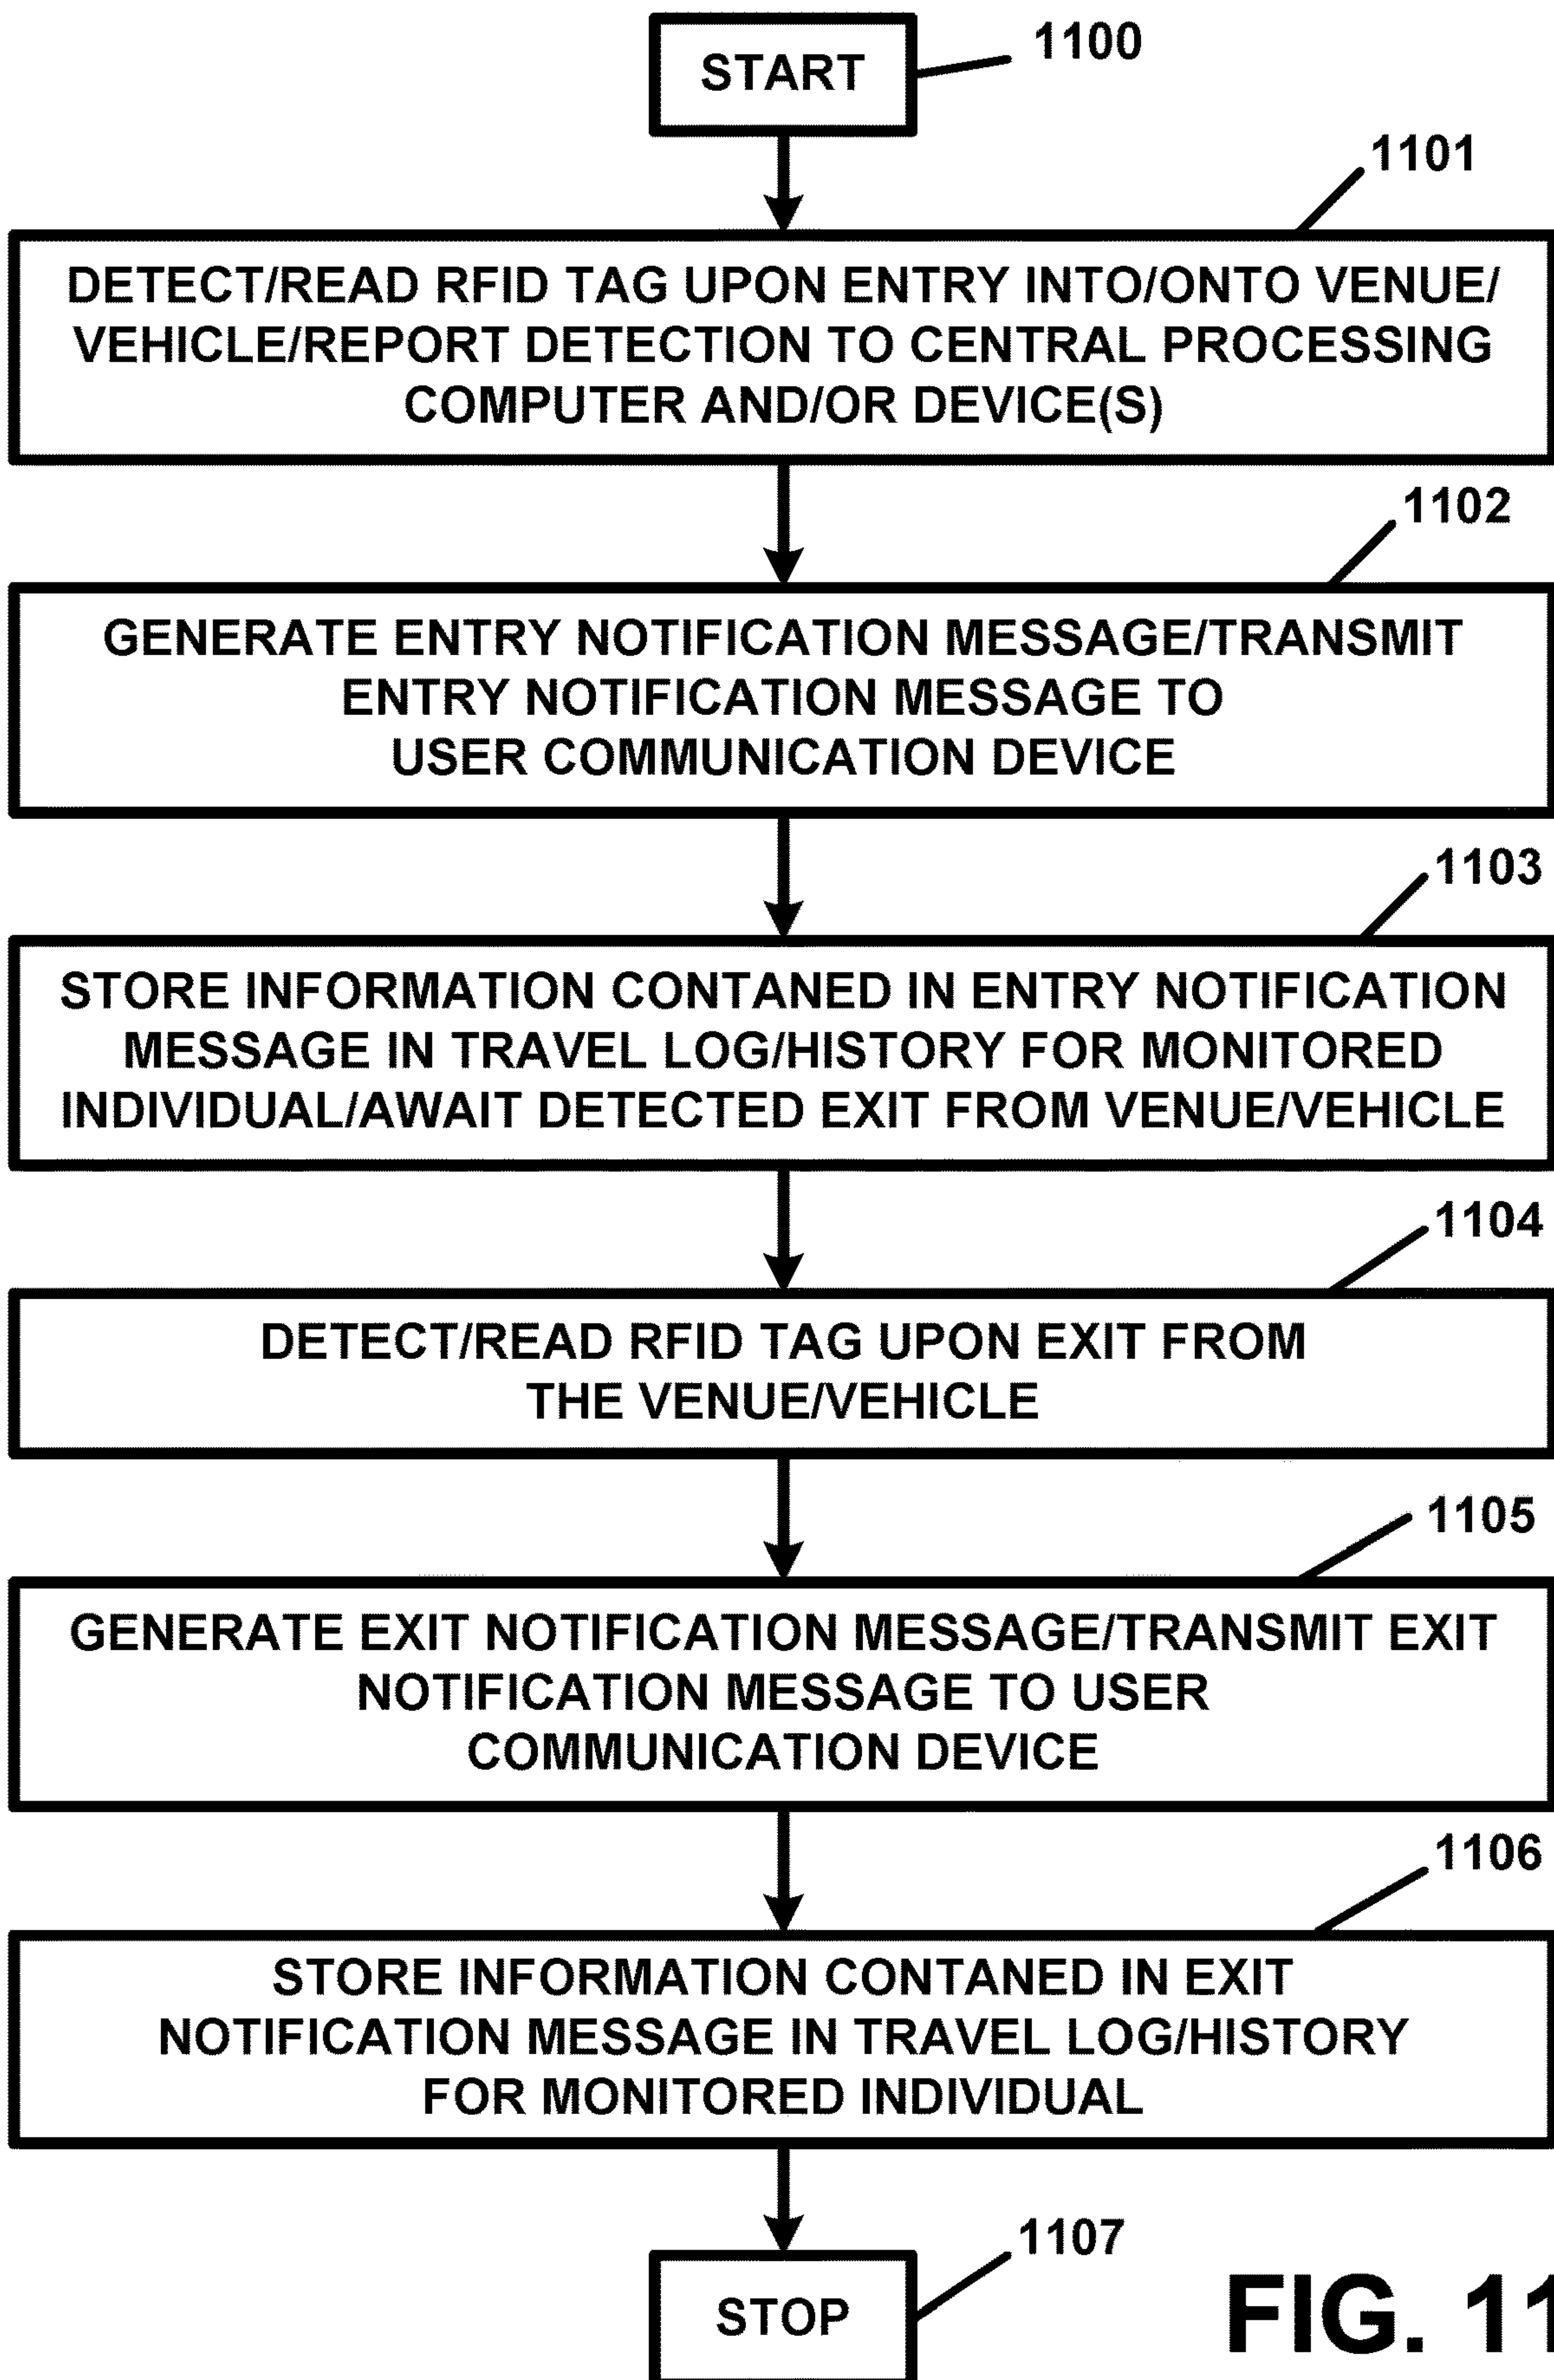 START
1100
1101
DETECT/READ RFID TAG UPON ENTRY INTO/ONTO VENUE/
VEHICLE/REPORT DETECTION TO CENTRAL PROCESSING
COMPUTER AND/OR DEVICE(S)
1102
GENERATE ENTRY NOTIFICATION MESSAGE/TRANSMIT
ENTRY NOTIFICATION MESSAGE TO
USER COMMUNICATION DEVICE
1103
STORE INFORMATION CONTANED IN ENTRY NOTIFICATION
MESSAGE IN TRAVEL LOG/HISTORY FOR MONITORED
INDIVIDUAL/AWAIT DETECTED EXIT FROM VENUE/VEHICLE
1104
DETECT/READ RFID TAG UPON EXIT FROM
THE VENUE/VEHICLE
1105
GENERATE EXIT NOTIFICATION MESSAGE/TRANSMIT EXIT
NOTIFICATION MESSAGE TO USER
COMMUNICATION DEVICE
1106
STORE INFORMATION CONTANED IN EXIT
NOTIFICATION MESSAGE IN TRAVEL LOG/HISTORY
FOR MONITORED INDIVIDUAL
1107
STOP
FIG. 11